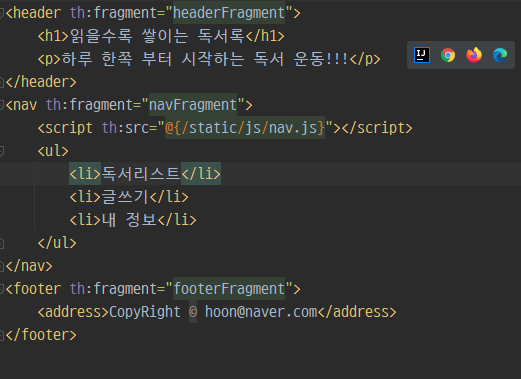 <header th:fragment="headerFragment">
<h1>읽을수록 쌓이는 독서록</h1>
<p>하루 한쪽 부터 시작하는 독서 운동!!!</p>
</header>
<nav th:fragment="navFragment">
<script th:src="@{/static/js/nav.js}"></script>
<ul>
<li>독서리스트</li>
<li>글쓰기</li>
<li>내 정보</li>
</ul>
</nav>
<footer th:fragment="footerFragment">
<address>CopyRight © hoon@naver.com</address>
</footer>